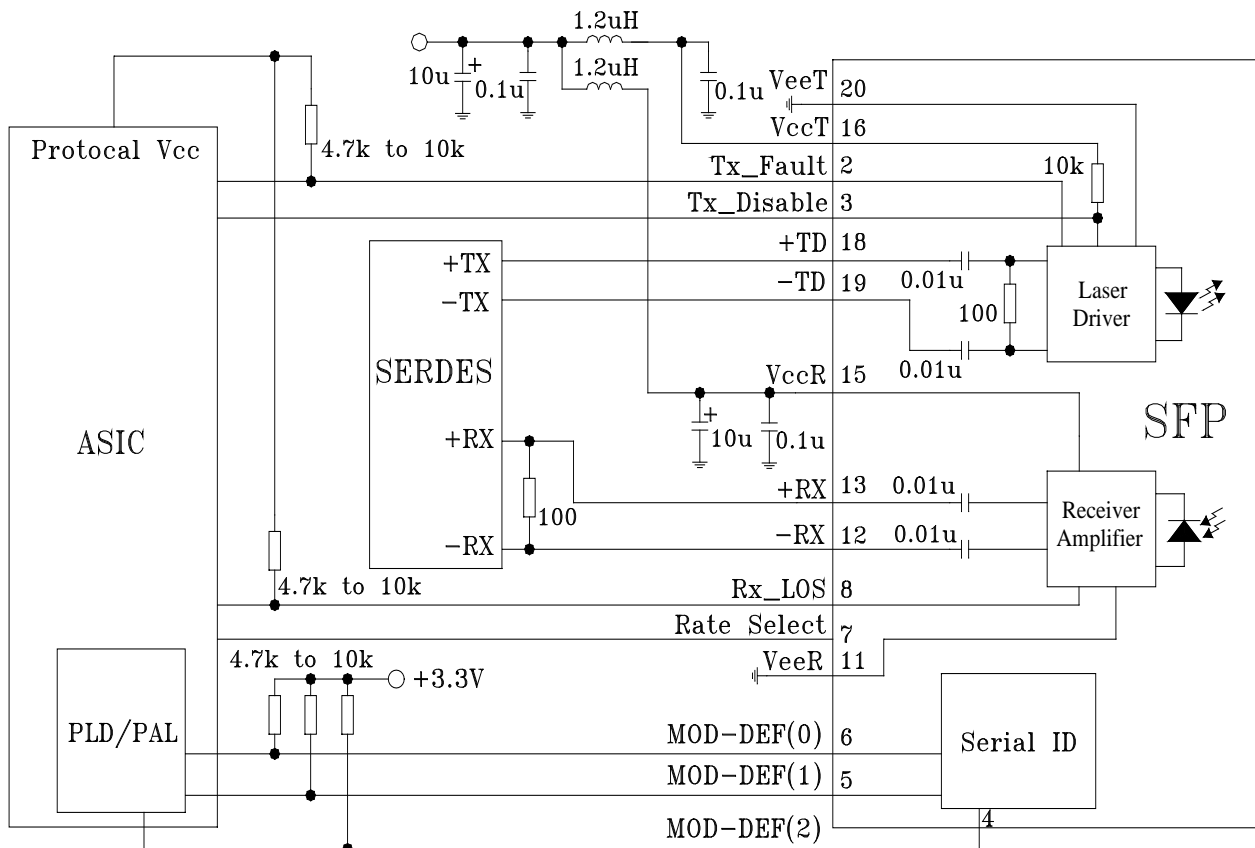 1.2uH
10u
+
0.1u
1.2uH
0.1u
VeeT 20
VccT 16
Protocal Vcc
4.7k to 10k
Tx_Fault 2
10k
Tx_Disable 3
+TD 18
0.01u
-TD 19
+TX
-TX
100
Laser
Driver
0.01u
SERDES
VccR 15
SFP
ASIC
+
10u
0.1u
+RX
100
-RX
+RX 13
0.01u
-RX 12
0.01u
Receiver
Amplifier
4.7k to 10k
Rx_LOS 8
Rate Select 7
4.7k to 10k
VeeR 11
+3.3V
PLD/PAL
MOD-DEF(0) 6
Serial ID
MOD-DEF(1) 5
MOD-DEF(2)
4